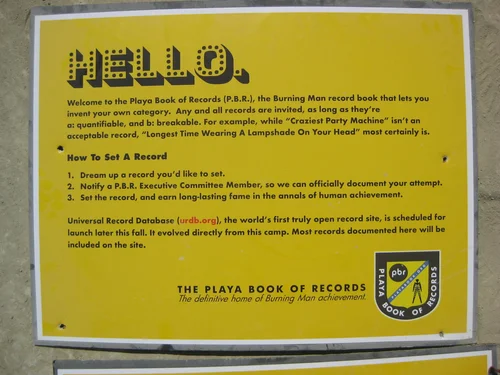 HELLO.
Welcome to the Playa Book of Records (P.B.R.), the Burning Man record book that lets you
invent your own category. Any and all records are invited, as long as they're
a: quantifiable, and b: breakable. For example, while "Craziest Party Machine" isn't an
acceptable record, "Longest Time Wearing A Lampshade On Your Head" most certainly is.
How To Set A Record
1. Dream up a record you'd like to set.
2. Notify a P.B.R. Executive Committee Member, so we can officially document your attempt.
3. Set the record, and earn long-lasting fame in the annals of human achievement.
Universal Record Database (urdb.org), the world's first truly open record site, is scheduled for
launch later this fall. It evolved directly from this camp. Most records documented here will be
included on the site.
THE PLAYA BOOK OF RECORDS
The definitive home of Burning Man achievement.
pbr
PLAYA BOOK OF RECORDS